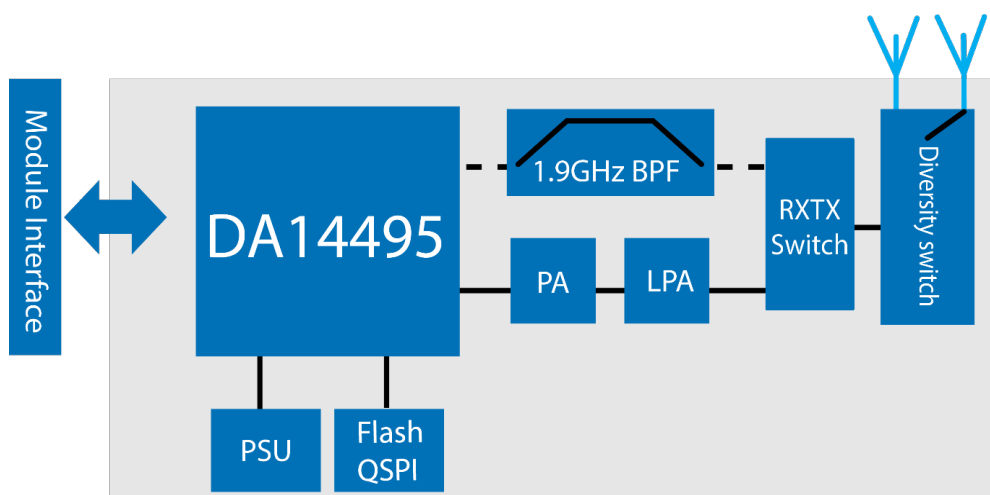 Module Interface
DA14495
1.9GHz BPF
PA
LPA
RXTX
Switch
Diversity switch
PSU
Flash
QSPI